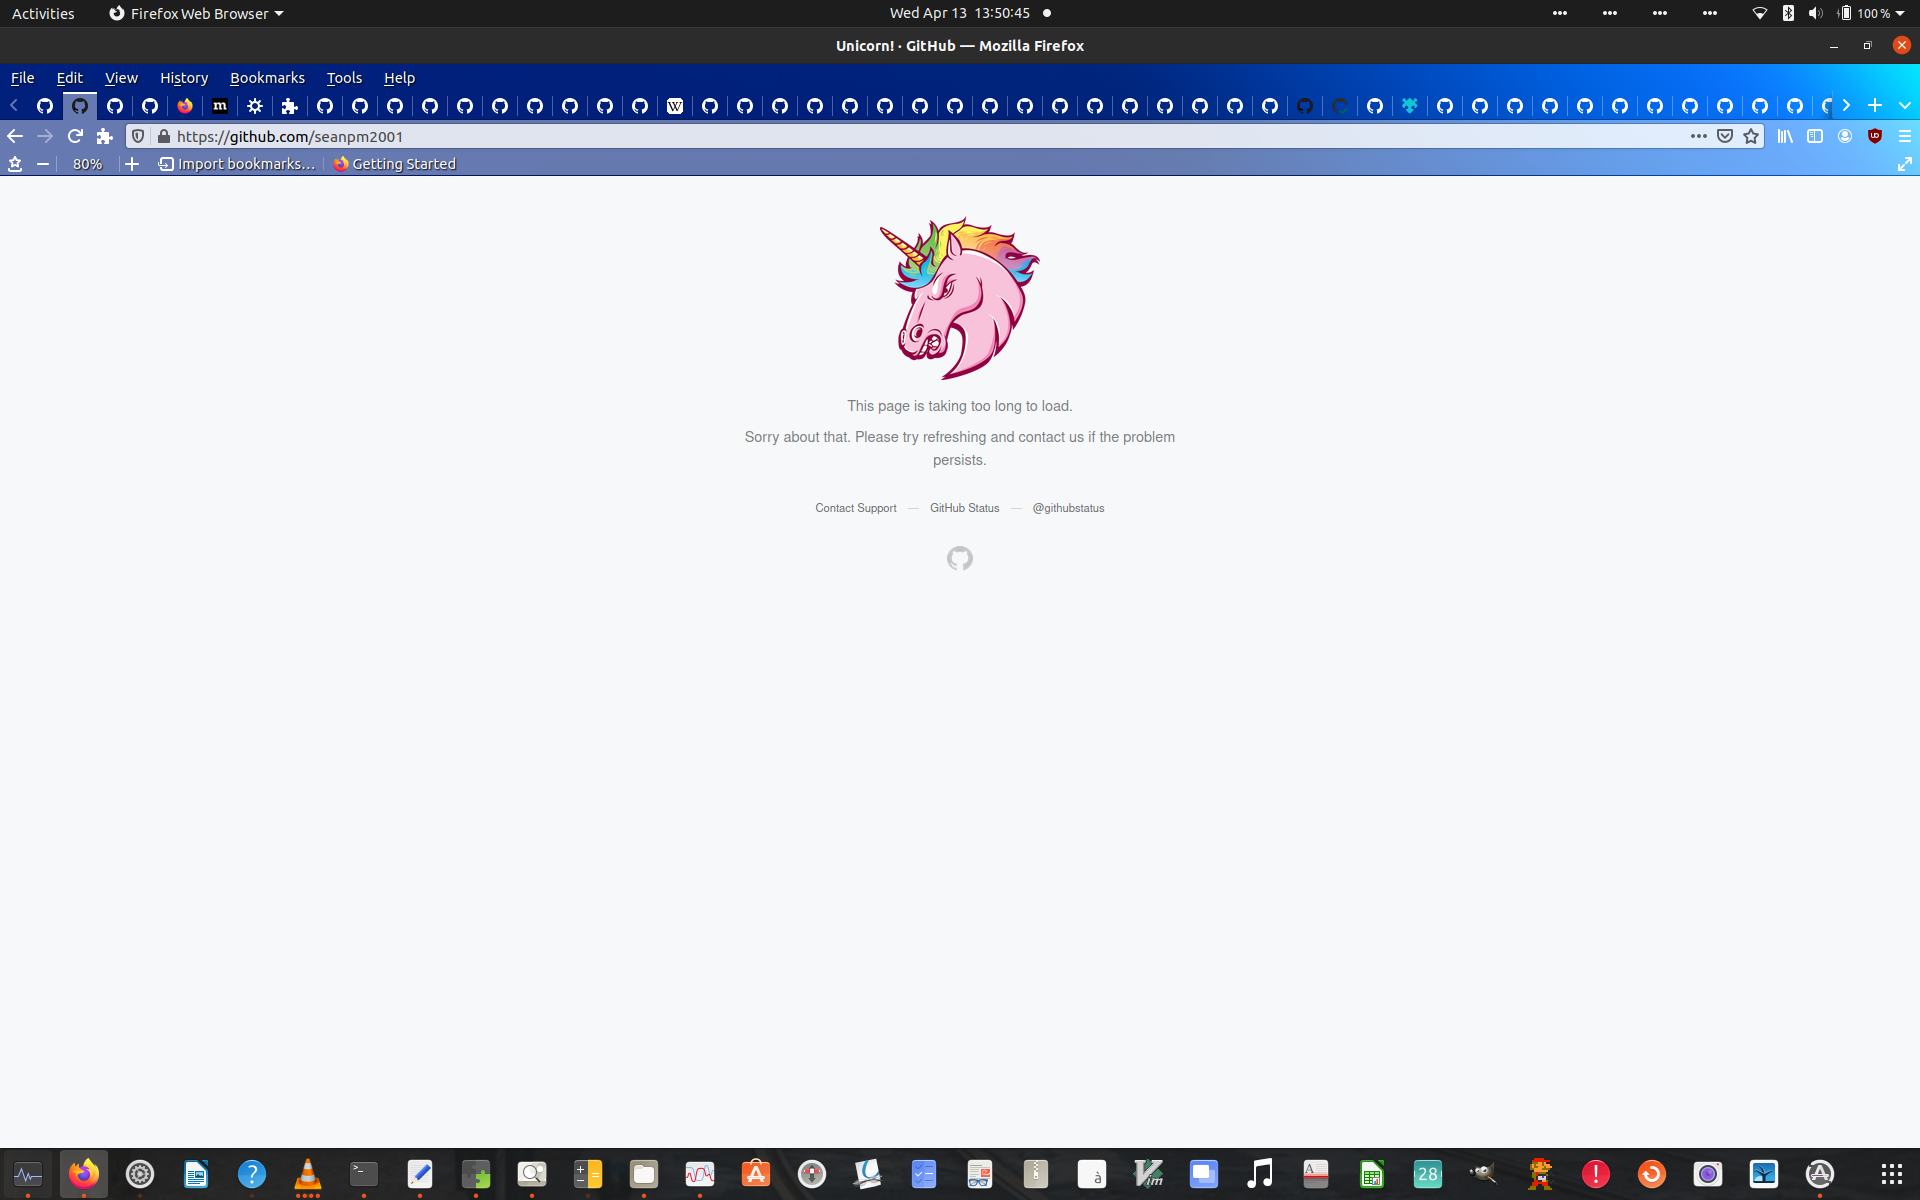 Activities
Firefox Web Browser
Wed Apr 13 13:50:45
100 %
Unicorn! · GitHub — Mozilla Firefox
File Edit View History Bookmarks Tools Help
m
W
https://github.com/seanpm2001
80%
Import bookmarks...
Getting Started
This page is taking too long to load.
Sorry about that. Please try refreshing and contact us if the problem
persists.
Contact Support — GitHub Status — @githubstatus
28